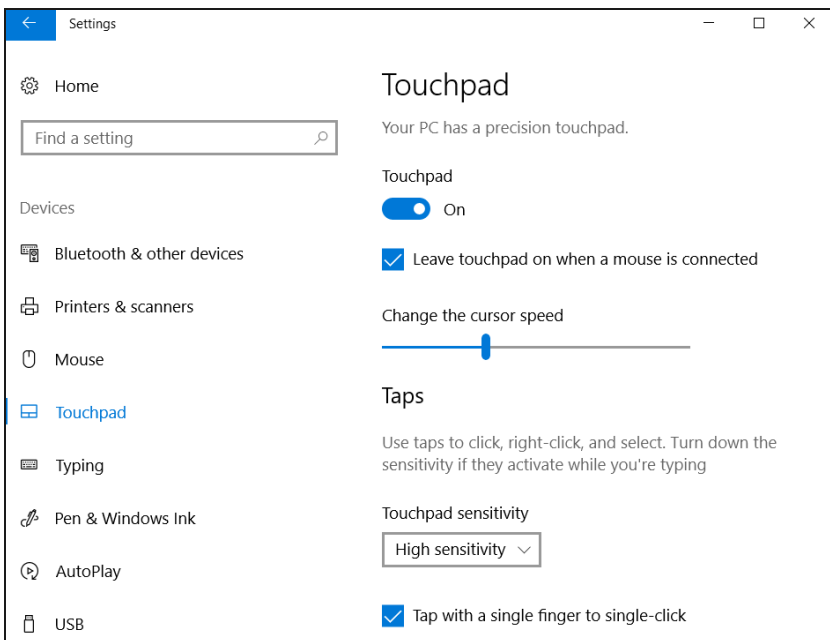 Settings
Home
Find a setting
Devices
Bluetooth & other devices
Printers & scanners
Mouse
Touchpad
Typing
Pen & Windows Ink
AutoPlay
USB
Touchpad
Your PC has a precision touchpad.
Touchpad
On
Leave touchpad on when a mouse is connected
Change the cursor speed
Taps
Use taps to click, right-click, and select. Turn down the
sensitivity if they activate while you're typing
Touchpad sensitivity
High sensitivity
Tap with a single finger to single-click